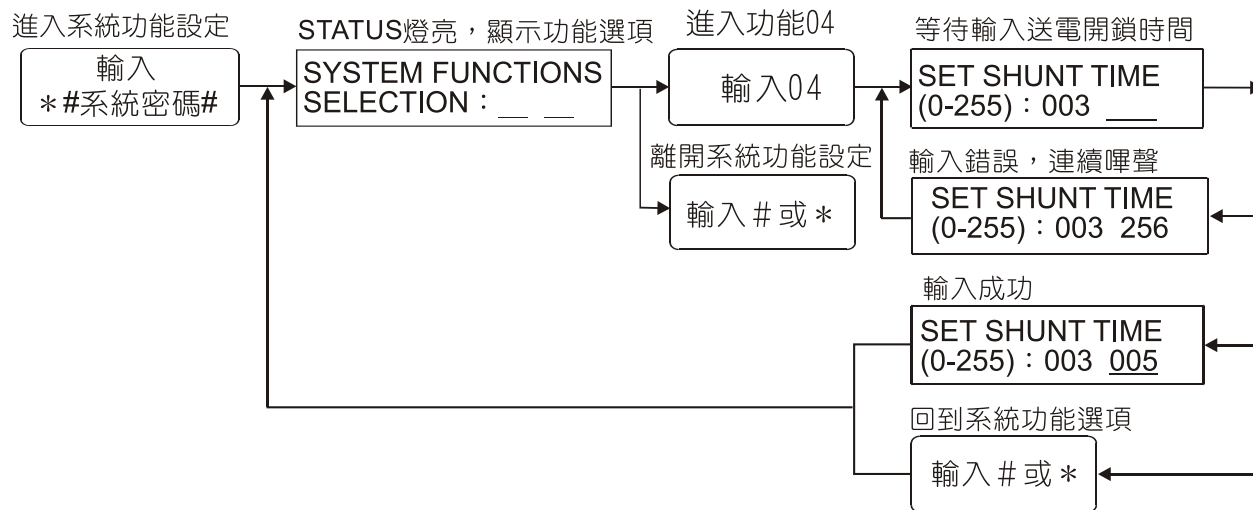 進入系統功能設定
輸入
*#系統密碼#
STATUS燈亮，顯示功能選項
SYSTEM FUNCTIONS
SELECTION：__ __
進入功能04
輸入04
離開系統功能設定
輸入#或*
等待輸入送電開鎖時間
SET SHUNT TIME
(0-255)：003 ___
輸入錯誤，連續嗶聲
SET SHUNT TIME
(0-255)：003 256
輸入成功
SET SHUNT TIME
(0-255)：003 005
回到系統功能選項
輸入#或*